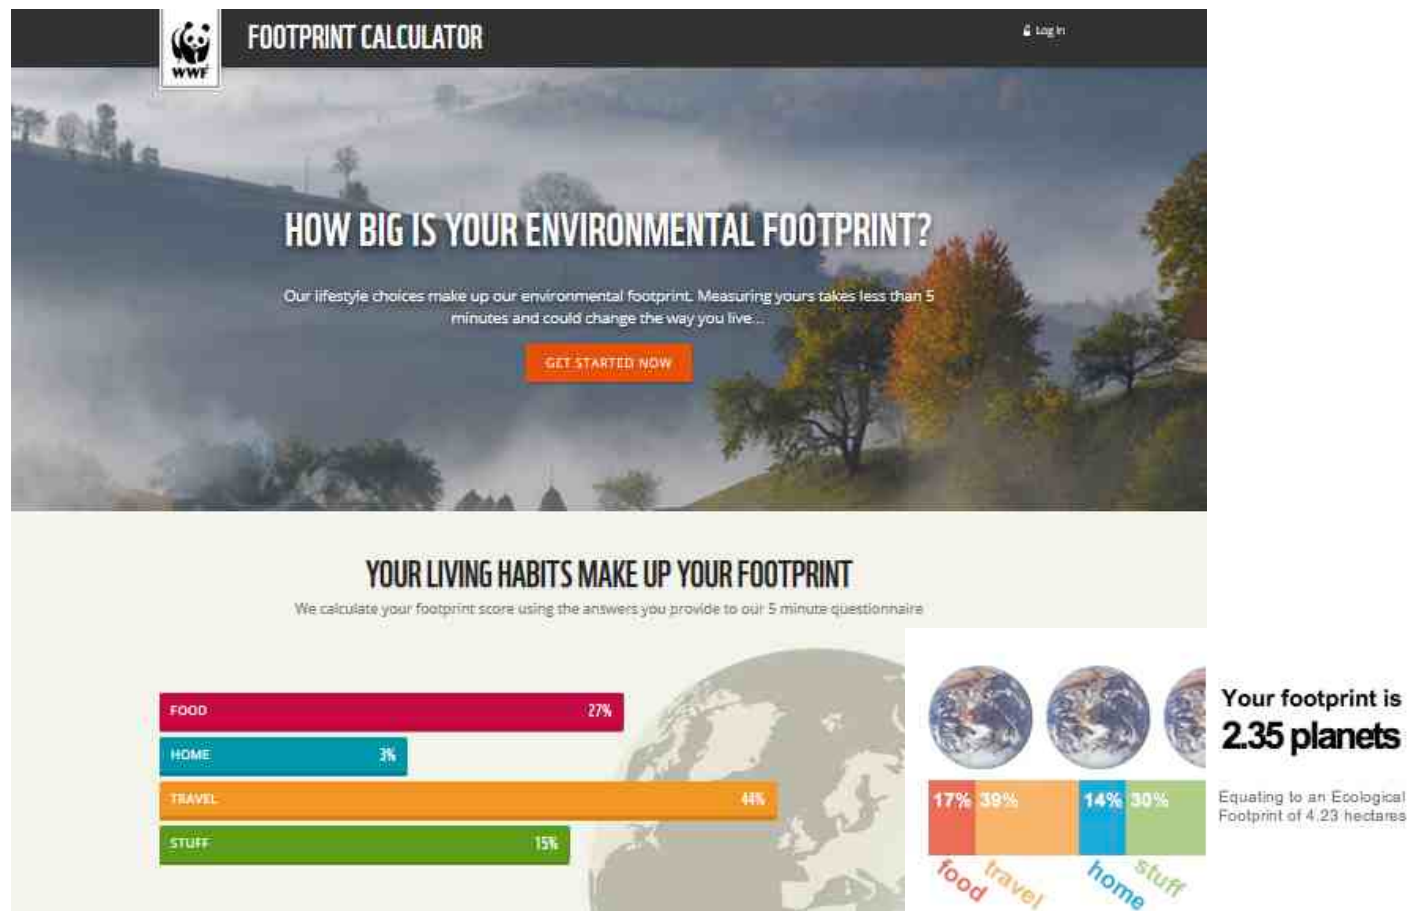 WWF
FOOTPRINT CALCULATOR
Log in
HOW BIG IS YOUR ENVIRONMENTAL FOOTPRINT?
Our lifestyle choices make up our environmental footprint. Measuring yours takes less than 5
minutes and could change the way you live...
GET STARTED NOW
YOUR LIVING HABITS MAKE UP YOUR FOOTPRINT
We calculate your footprint score using the answers you provide to our 5 minute questionnaire
FOOD 27%
HOME 3%
TRAVEL 44%
STUFF 15%
Your footprint is
2.35 planets
17% 39% 14% 30%
Equating to an Ecological
Footprint of 4.23 hectares
food travel home stuff